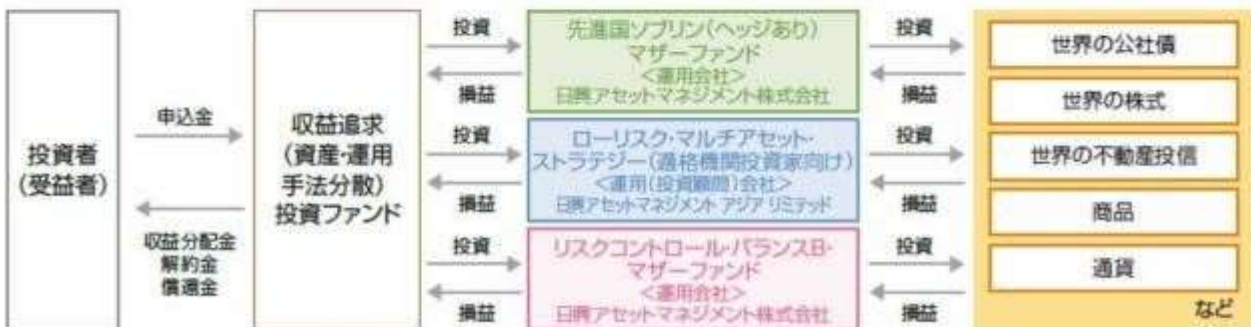 投資者
(受益者)
申込金
収益分配金
解約金
償還金
収益追求
(資産・運用
手法分散)
投資ファンド
投資
損益
投資
損益
投資
損益
先進国ソブリン(ヘッジあり)
マザーファンド
<運用会社>
日興アセットマネジメント株式会社
ローリスク・マルチアセット・
ストラテジー(適格機関投資家向け)
<運用(投資顧問)会社>
日興アセットマネジメント アジア リミテッド
リスクコントロール・バランスB・
マザーファンド
<運用会社>
日興アセットマネジメント株式会社
投資
損益
投資
損益
投資
損益
世界の公社債
世界の株式
世界の不動産投信
商品
通貨
など